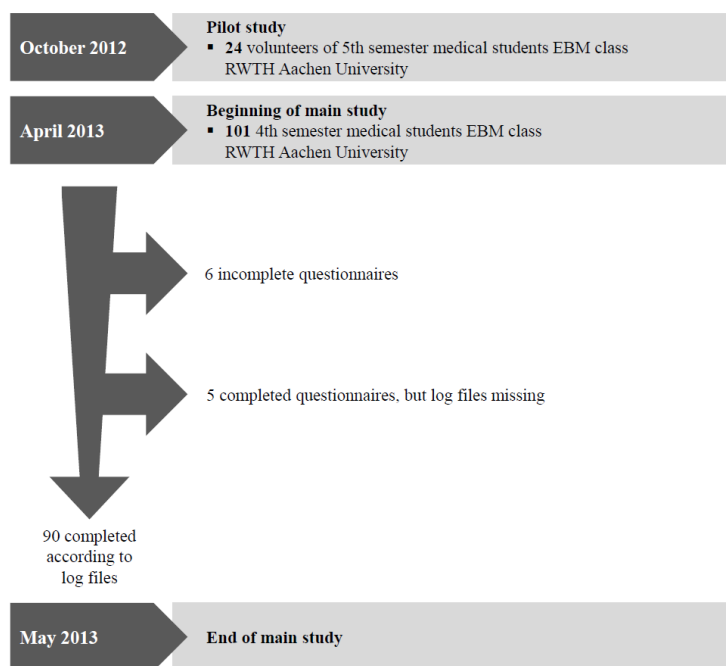 October 2012
Pilot study
▪ 24 volunteers of 5th semester medical students EBM class
RWTH Aachen University
April 2013
Beginning of main study
▪ 101 4th semester medical students EBM class
RWTH Aachen University
6 incomplete questionnaires
5 completed questionnaires, but log files missing
90 completed
according to
log files
May 2013
End of main study